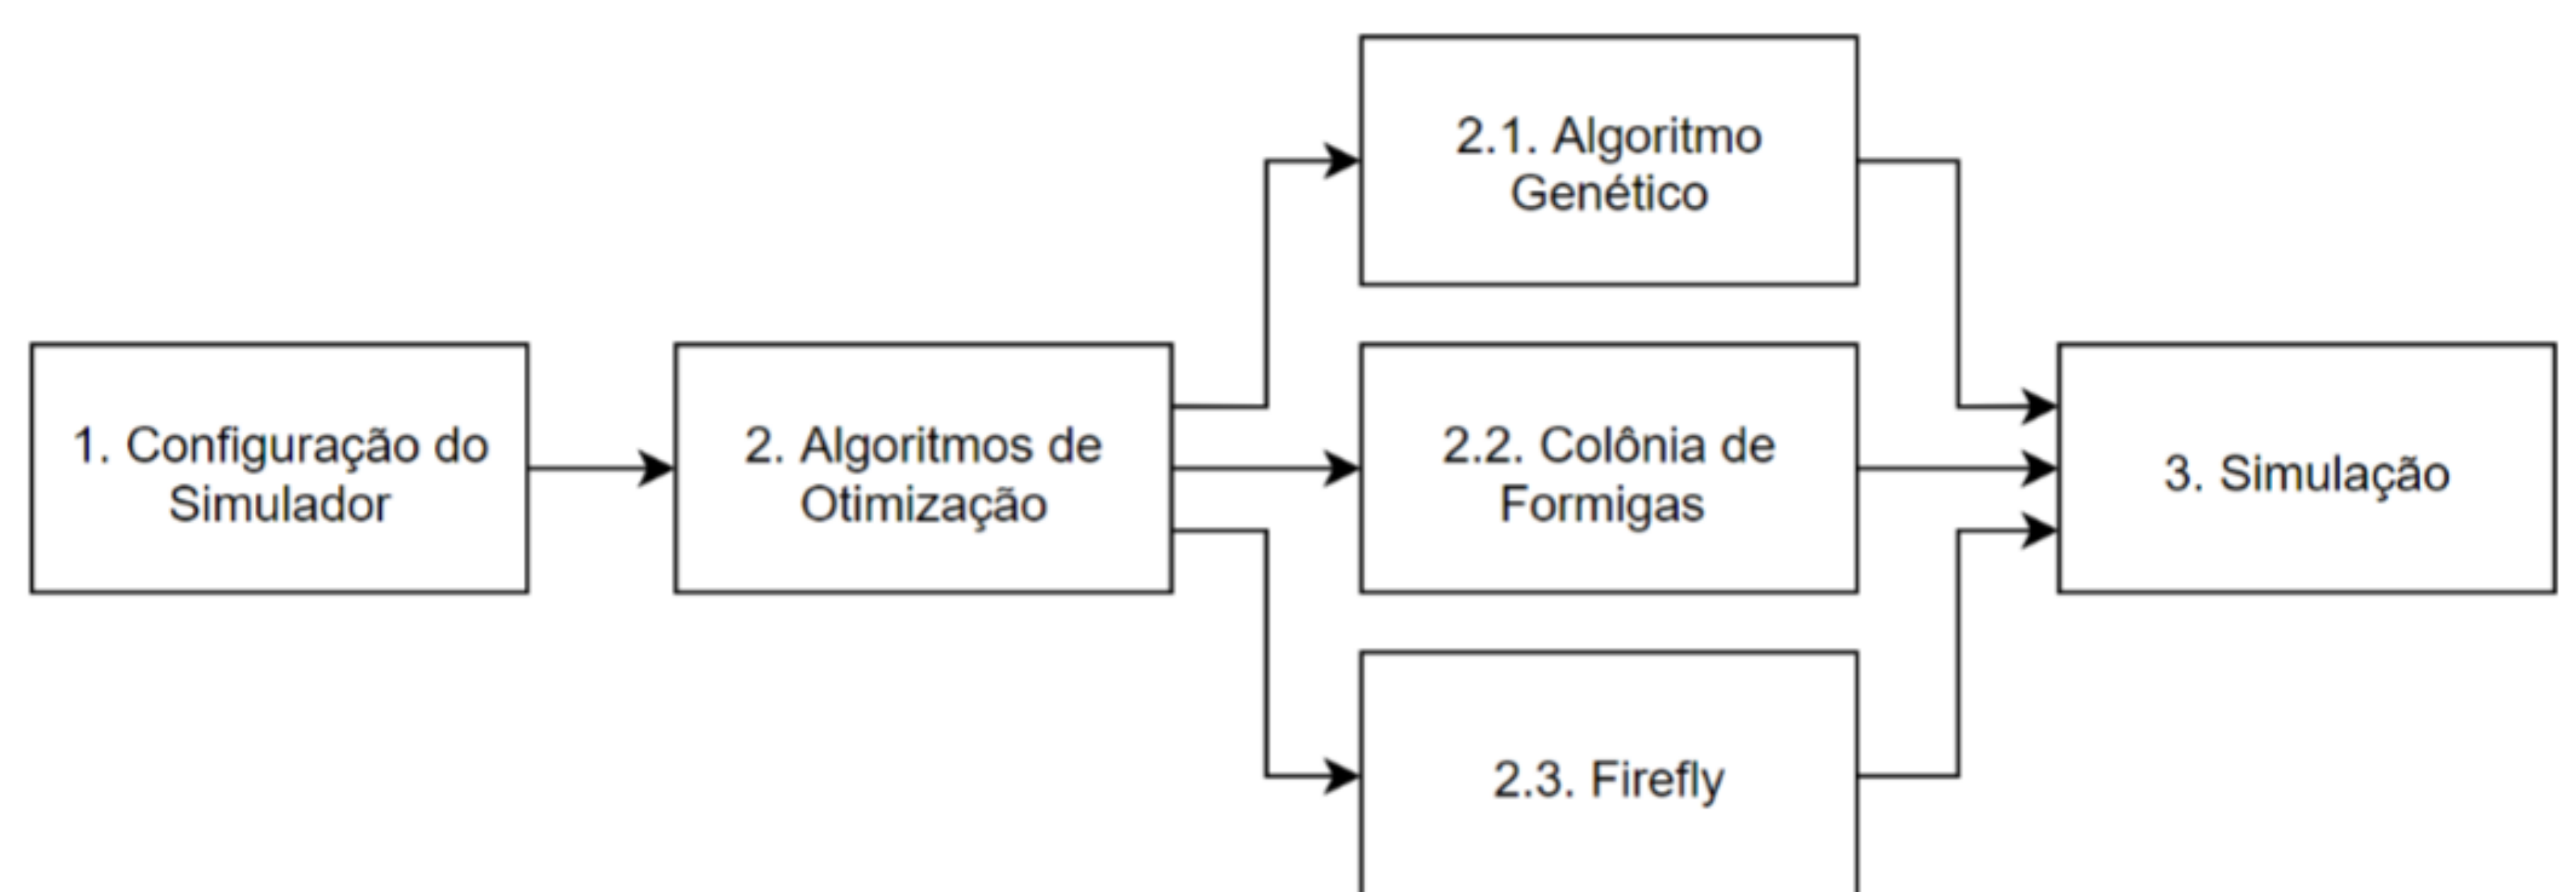 1. Configuração do
Simulador
2. Algoritmos de
Otimização
2.1. Algoritmo
Genético
2.2. Colônia de
Formigas
2.3. Firefly
3. Simulação